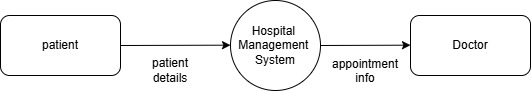 patient
patient
details
Hospital
Management
System
appointment
info
Doctor